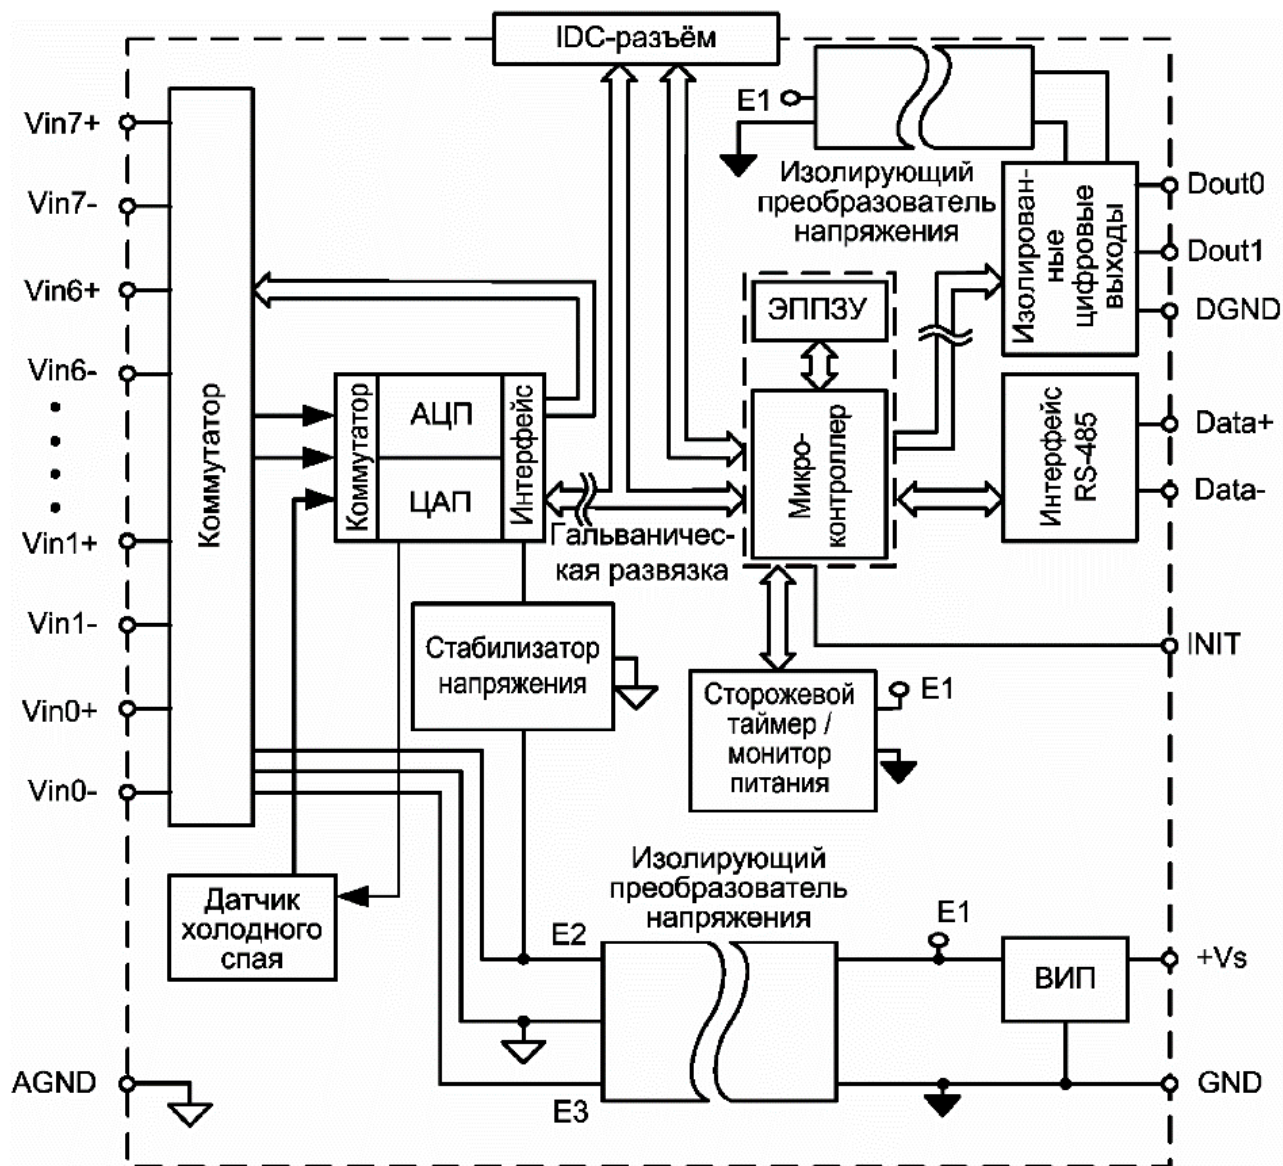 IDC-разъём
E1
Изолирующий
преобразователь
напряжения
Vin7+
Vin7-
Vin6+
Vin6-
Vin1+
Vin1-
Vin0+
Vin0-
AGND
Коммутатор
Коммутатор
АЦП
ЦАП
Интерфейс
Гальваничес-
кая развязка
ЭППЗУ
Микро-
контроллер
Изолирован-
ные
цифровые
выходы
Dout0
Dout1
DGND
Интерфейс
RS-485
Data+
Data-
INIT
Стабилизатор
напряжения
Сторожевой
таймер /
монитор
питания
E1
Датчик
холодного
спая
Изолирующий
преобразователь
напряжения
E2
E3
E1
ВИП
+Vs
GND